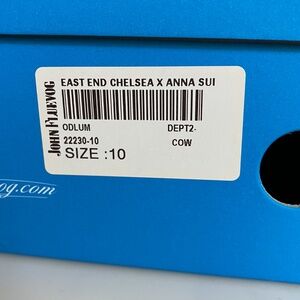 EAST END CHELSEA X ANNA SUI
JOHN FLUEVOG
ODLUM DEPT2-
22230-10 COW
SIZE :10
og.com